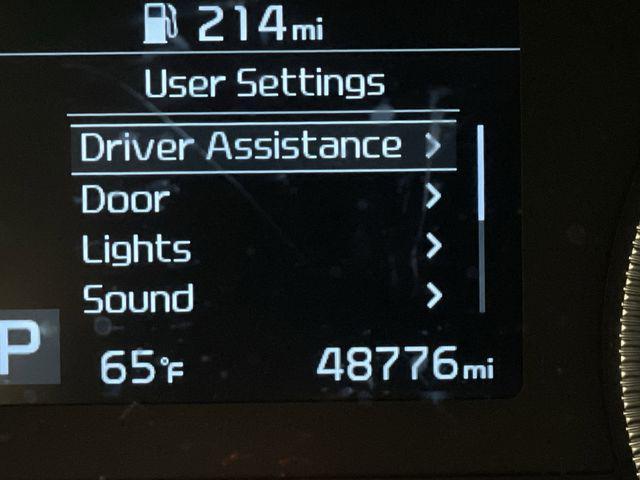 214mi
User Settings
Driver Assistance >
Door >
Lights >
Sound >
P
65°F 48776mi